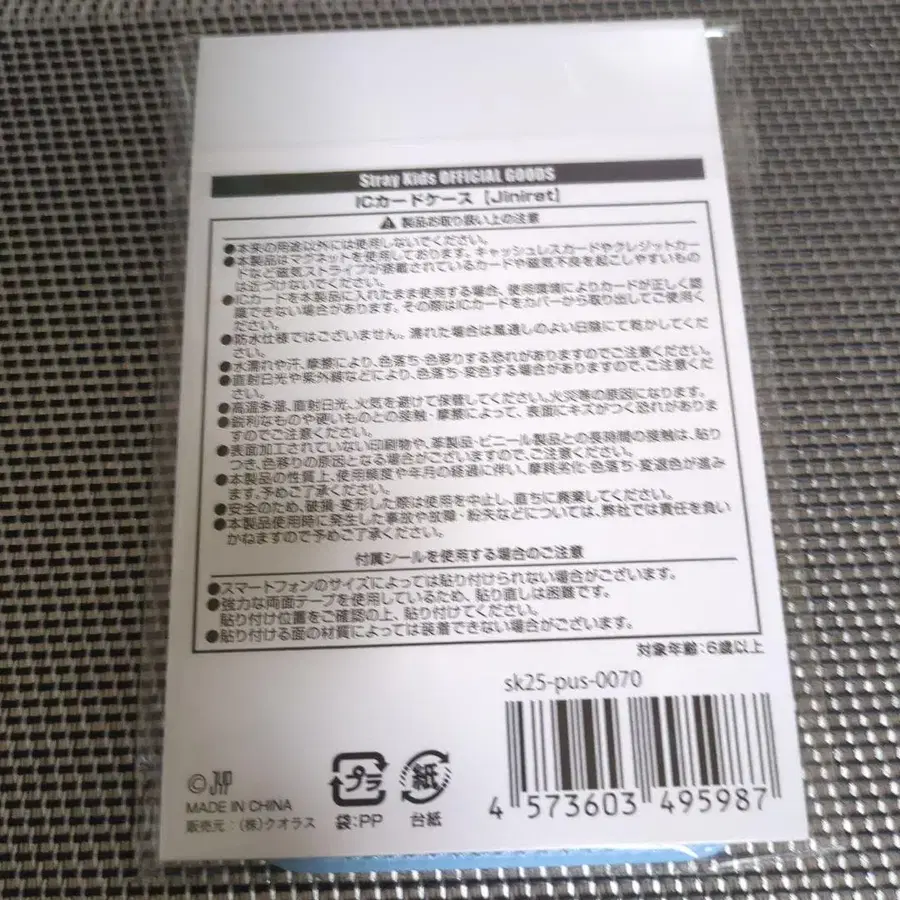 Stray Kids OFFICIAL GOODS
ICカードケース【Jiniret】
⚠ 製品お取り扱い上の注意
●本来の用途以外には使用しないでください。
●本製品はマグネットを使用しております。キャッシュレスカードやクレジットカー
ドなど磁気ストライプが搭載されているカードや磁気不良を起こしやすいもの
は近づけないでください。
●ICカードを本製品に入れたまま使用する場合、使用環境によりカードが正しく認
識できない場合があります。その際はICカードをカバーから取り出してご使用く
ださい。
●防水仕様ではございません。濡れた場合は風通しのよい日陰にて乾かしてくだ
さい。
●水濡れや汗、摩擦により、色落ち・色移りする恐れがありますのでご注意ください。
●直射日光や紫外線などにより、色落ち・変色する場合がありますので、ご注意くだ
さい。
●高温多湿、直射日光、火気を避けて保管してください。火災等の原因になります。
●鋭利なものや硬いものとの接触・摩擦によって、表面にキズがつく恐れがありま
すのでご注意ください。
●表面加工されていない印刷物や、革製品・ビニール製品との長時間の接触は、貼り
つき、色移りの原因となる場合がございますのでご注意ください。
●本製品の性質上、使用頻度や年月の経過に伴い、摩耗劣化・色落ち・変退色が進み
ます。予めご了承ください。
●安全のため、破損・変形した際は使用を中止し、直ちに廃棄してください。
●本製品使用時に発生した事故や故障・紛失などについては、弊社では責任を負い
かねますので予めご了承ください。
付属シールを使用する場合のご注意
●スマートフォンのサイズによっては貼り付けられない場合がございます。
●強力な両面テープを使用しているため、貼り直しは困難です。
貼り付け位置をご確認の上、貼り付けてください。
●貼り付ける面の材質によっては装着できない場合がございます。
対象年齢:6歳以上
sk25-pus-0070
4 573603 495987
©JYP
MADE IN CHINA
販売元:(株)クオラス
プラ
袋:PP
紙
台紙